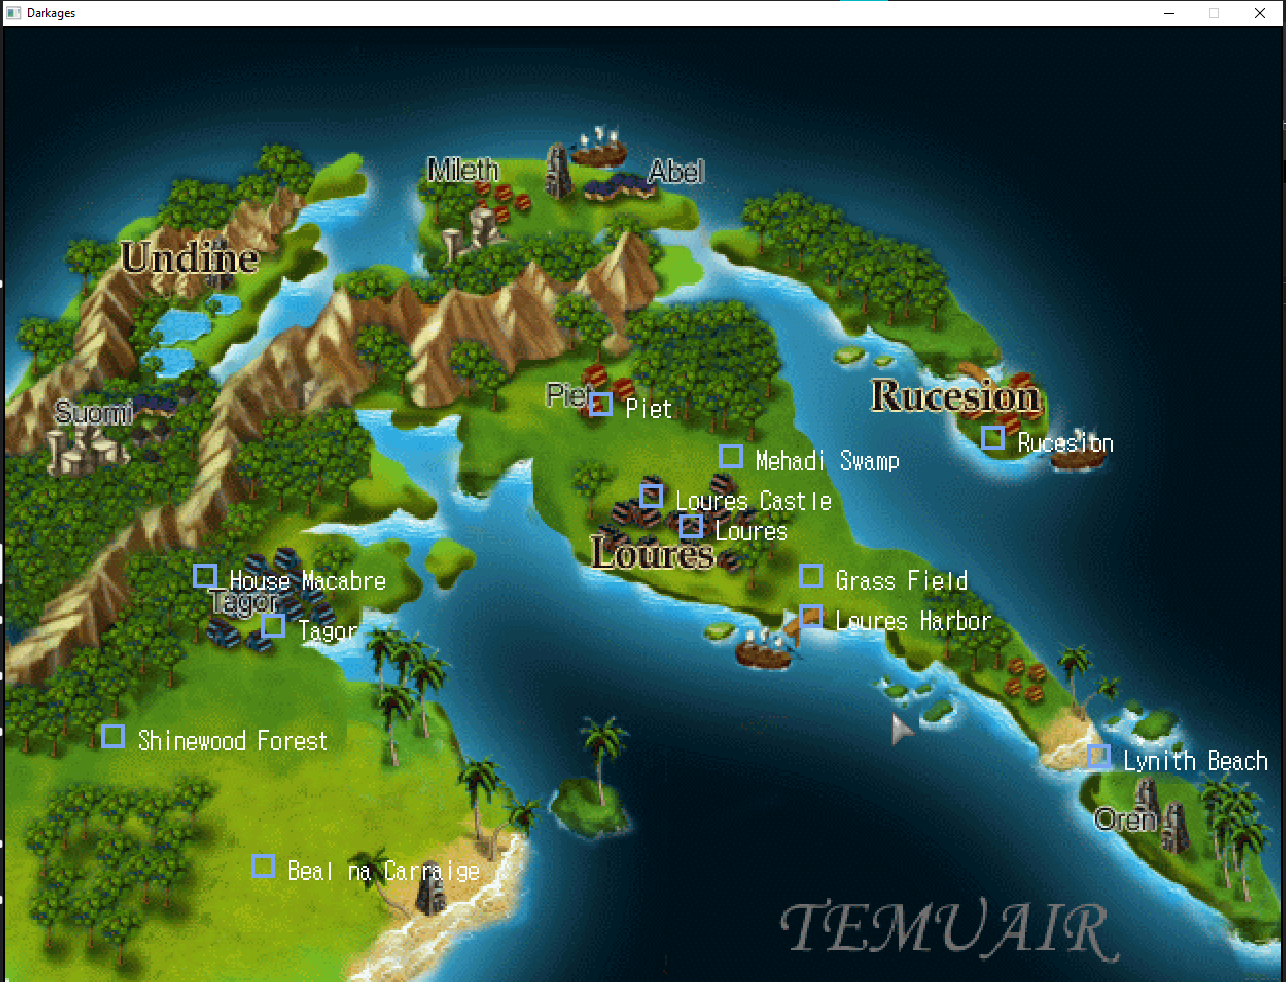 Darkages
Mileth
Abel
Undine
Piet
Piet
Rucesion
Suomi
Rucesion
Mehadi Swamp
Loures Castle
Loures
Loures
House Macabre
Grass Field
Tagor
Loures Harbor
Tagor
Shinewood Forest
Lynith Beach
Oren
Beal na Carraige
TEMUAIR